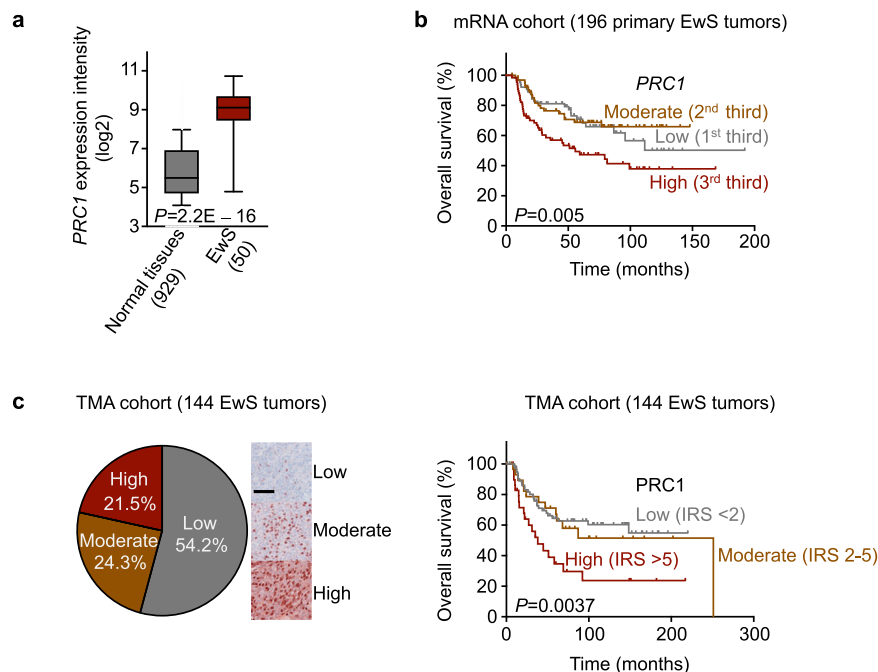 a
PRC1 expression intensity
(log2)
11
9
7
5
3
P=2.2E – 16
Normal tissues
(929)
EwS
(50)
b
mRNA cohort (196 primary EwS tumors)
Overall survival (%)
100
80
60
40
20
0
PRC1
Moderate (2nd third)
Low (1st third)
High (3rd third)
P=0.005
0 50 100 150 200
Time (months)
c
TMA cohort (144 EwS tumors)
High
21.5%
Low
54.2%
Moderate
24.3%
Low
Moderate
High
TMA cohort (144 EwS tumors)
Overall survival (%)
100
80
60
40
20
0
PRC1
Low (IRS <2)
High (IRS >5)
Moderate (IRS 2–5)
P=0.0037
0 100 200 300
Time (months)